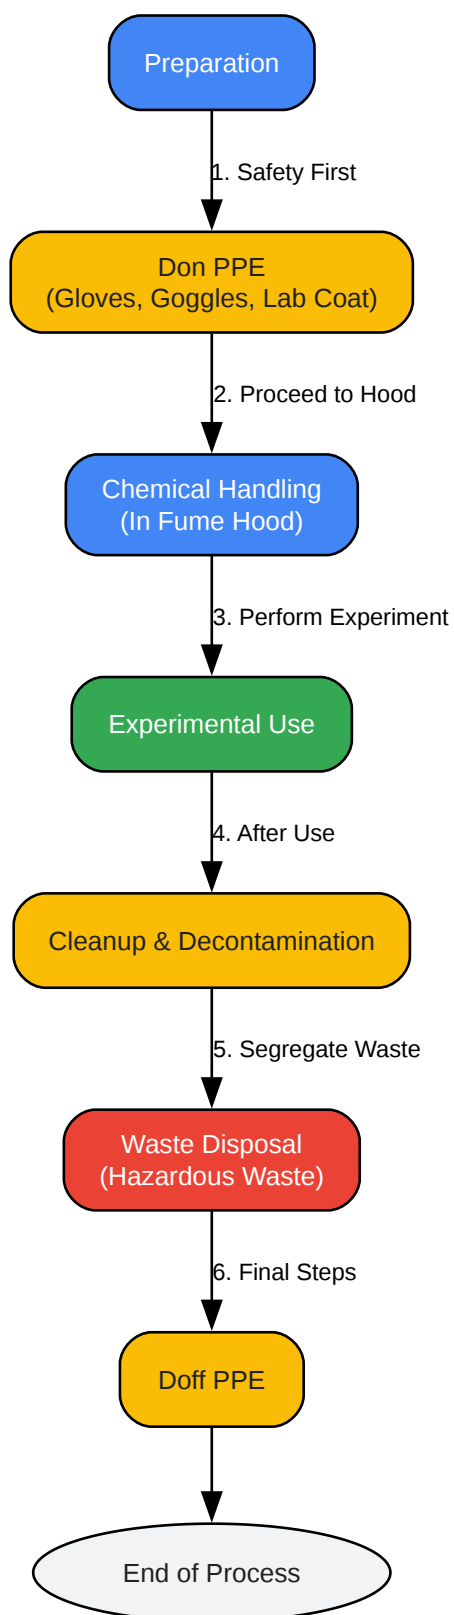 Preparation
1. Safety First
Don PPE
(Gloves, Goggles, Lab Coat)
2. Proceed to Hood
Chemical Handling
(In Fume Hood)
3. Perform Experiment
Experimental Use
4. After Use
Cleanup & Decontamination
5. Segregate Waste
Waste Disposal
(Hazardous Waste)
6. Final Steps
Doff PPE
End of Process